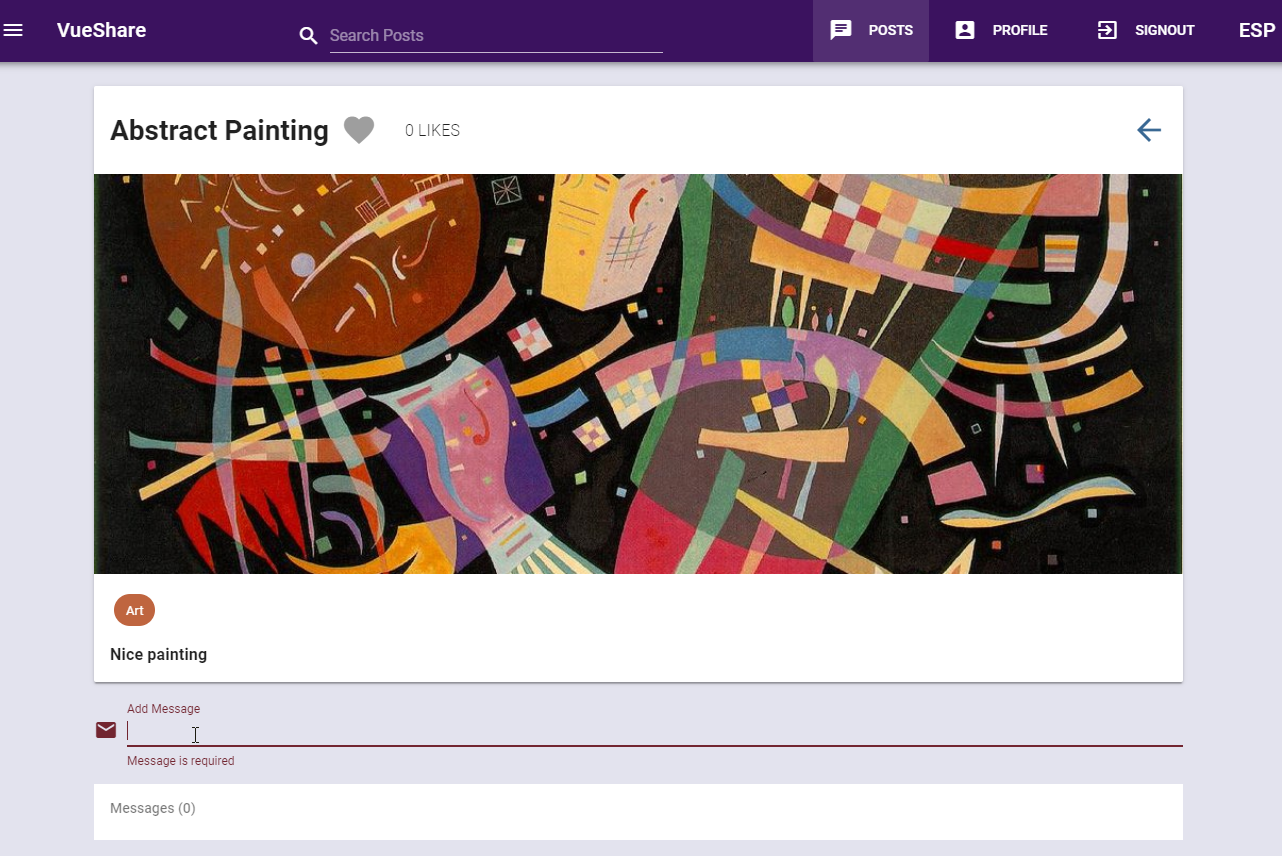 VueShare
Search Posts
POSTS
PROFILE
SIGNOUT
ESP
Abstract Painting
0 LIKES
Art
Nice painting
Add Message
Message is required
Messages (0)